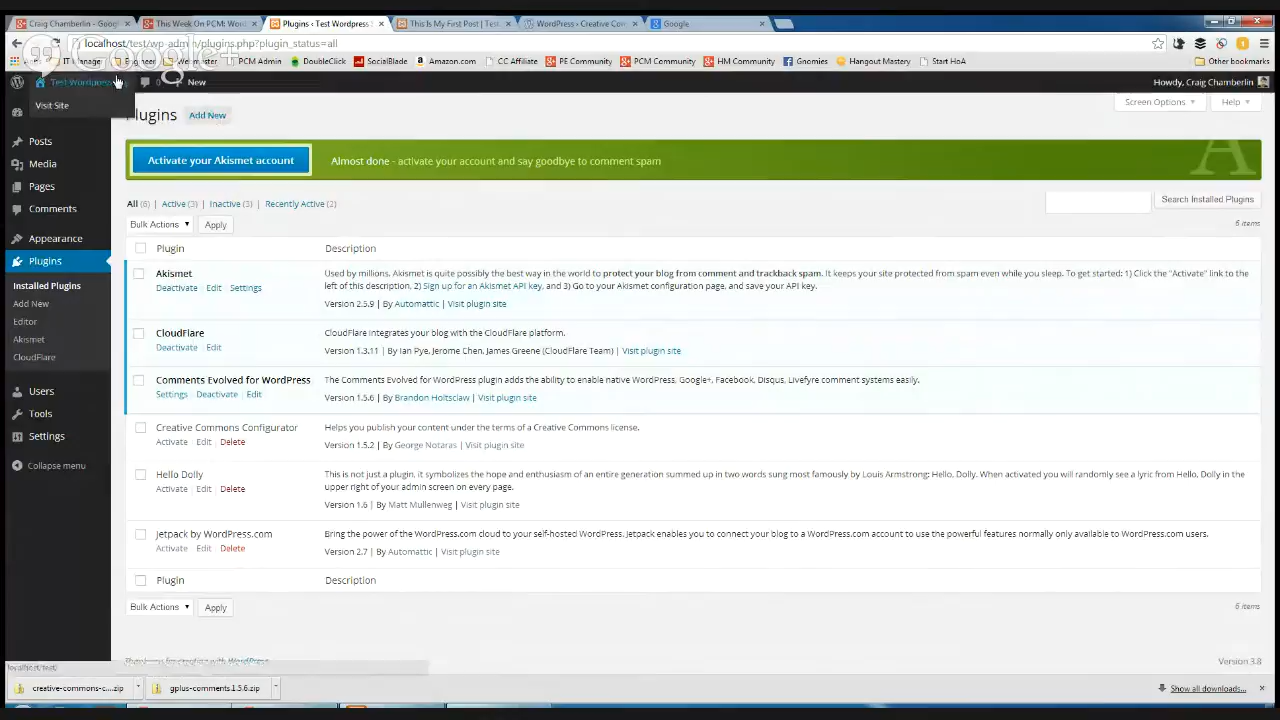 Craig Chamberlin - Goog
This Week On PCM: Word
Plugins ‹ Test Wordpress S
This Is My First Post | Test
WordPress › Creative Com
Google
localhost/test/wp_admin/plugins.php?plugin_status=all
Google+
IT Manage
Engineer
Webmaster
PCM Admin
DoubleClick
SocialBlade
Amazon.com
CC Affiliate
PE Community
PCM Community
HM Community
Gnomies
Hangout Mastery
Start HoA
Other bookmarks
Test Wordpress
0
New
Howdy, Craig Chamberlin
Visit Site
Plugins
Add New
Screen Options
Help
Activate your Akismet account
Almost done - activate your account and say goodbye to comment spam
A
Posts
Media
Pages
Comments
Appearance
Plugins
Installed Plugins
Add New
Editor
Akismet
CloudFlare
Users
Tools
Settings
Collapse menu
All (6) | Active (3) | Inactive (3) | Recently Active (2)
Search Installed Plugins
Bulk Actions
Apply
6 items
Plugin
Description
Akismet
Deactivate Edit Settings
Used by millions, Akismet is quite possibly the best way in the world to protect your blog from comment and trackback spam. It keeps your site protected from spam even while you sleep. To get started: 1) Click the "Activate" link to the
left of this description, 2) Sign up for an Akismet API key, and 3) Go to your Akismet configuration page, and save your API key.
Version 2.5.9 | By Automattic | Visit plugin site
CloudFlare
Deactivate Edit
CloudFlare integrates your blog with the CloudFlare platform.
Version 1.3.11 | By Ian Pye, Jerome Chen, James Greene (CloudFlare Team) | Visit plugin site
Comments Evolved for WordPress
Settings Deactivate Edit
The Comments Evolved for WordPress plugin adds the ability to enable native WordPress, Google+, Facebook, Disqus, Livefyre comment systems easily.
Version 1.5.6 | By Brandon Holtsclaw | Visit plugin site
Creative Commons Configurator
Activate Edit Delete
Helps you publish your content under the terms of a Creative Commons license.
Version 1.5.2 | By George Notaras | Visit plugin site
Hello Dolly
Activate Edit Delete
This is not just a plugin, it symbolizes the hope and enthusiasm of an entire generation summed up in two words sung most famously by Louis Armstrong: Hello, Dolly. When activated you will randomly see a lyric from Hello, Dolly in the
upper right of your admin screen on every page.
Version 1.6 | By Matt Mullenweg | Visit plugin site
Jetpack by WordPress.com
Activate Edit Delete
Bring the power of the WordPress.com cloud to your self-hosted WordPress. Jetpack enables you to connect your blog to a WordPress.com account to use the powerful features normally only available to WordPress.com users.
Version 2.7 | By Automattic | Visit plugin site
Plugin
Description
Bulk Actions
Apply
6 items
Thank you for creating with WordPress.
Version 3.8
localhost/test/
creative-commons-c....zip
gplus-comments.1.5.6.zip
Show all downloads...